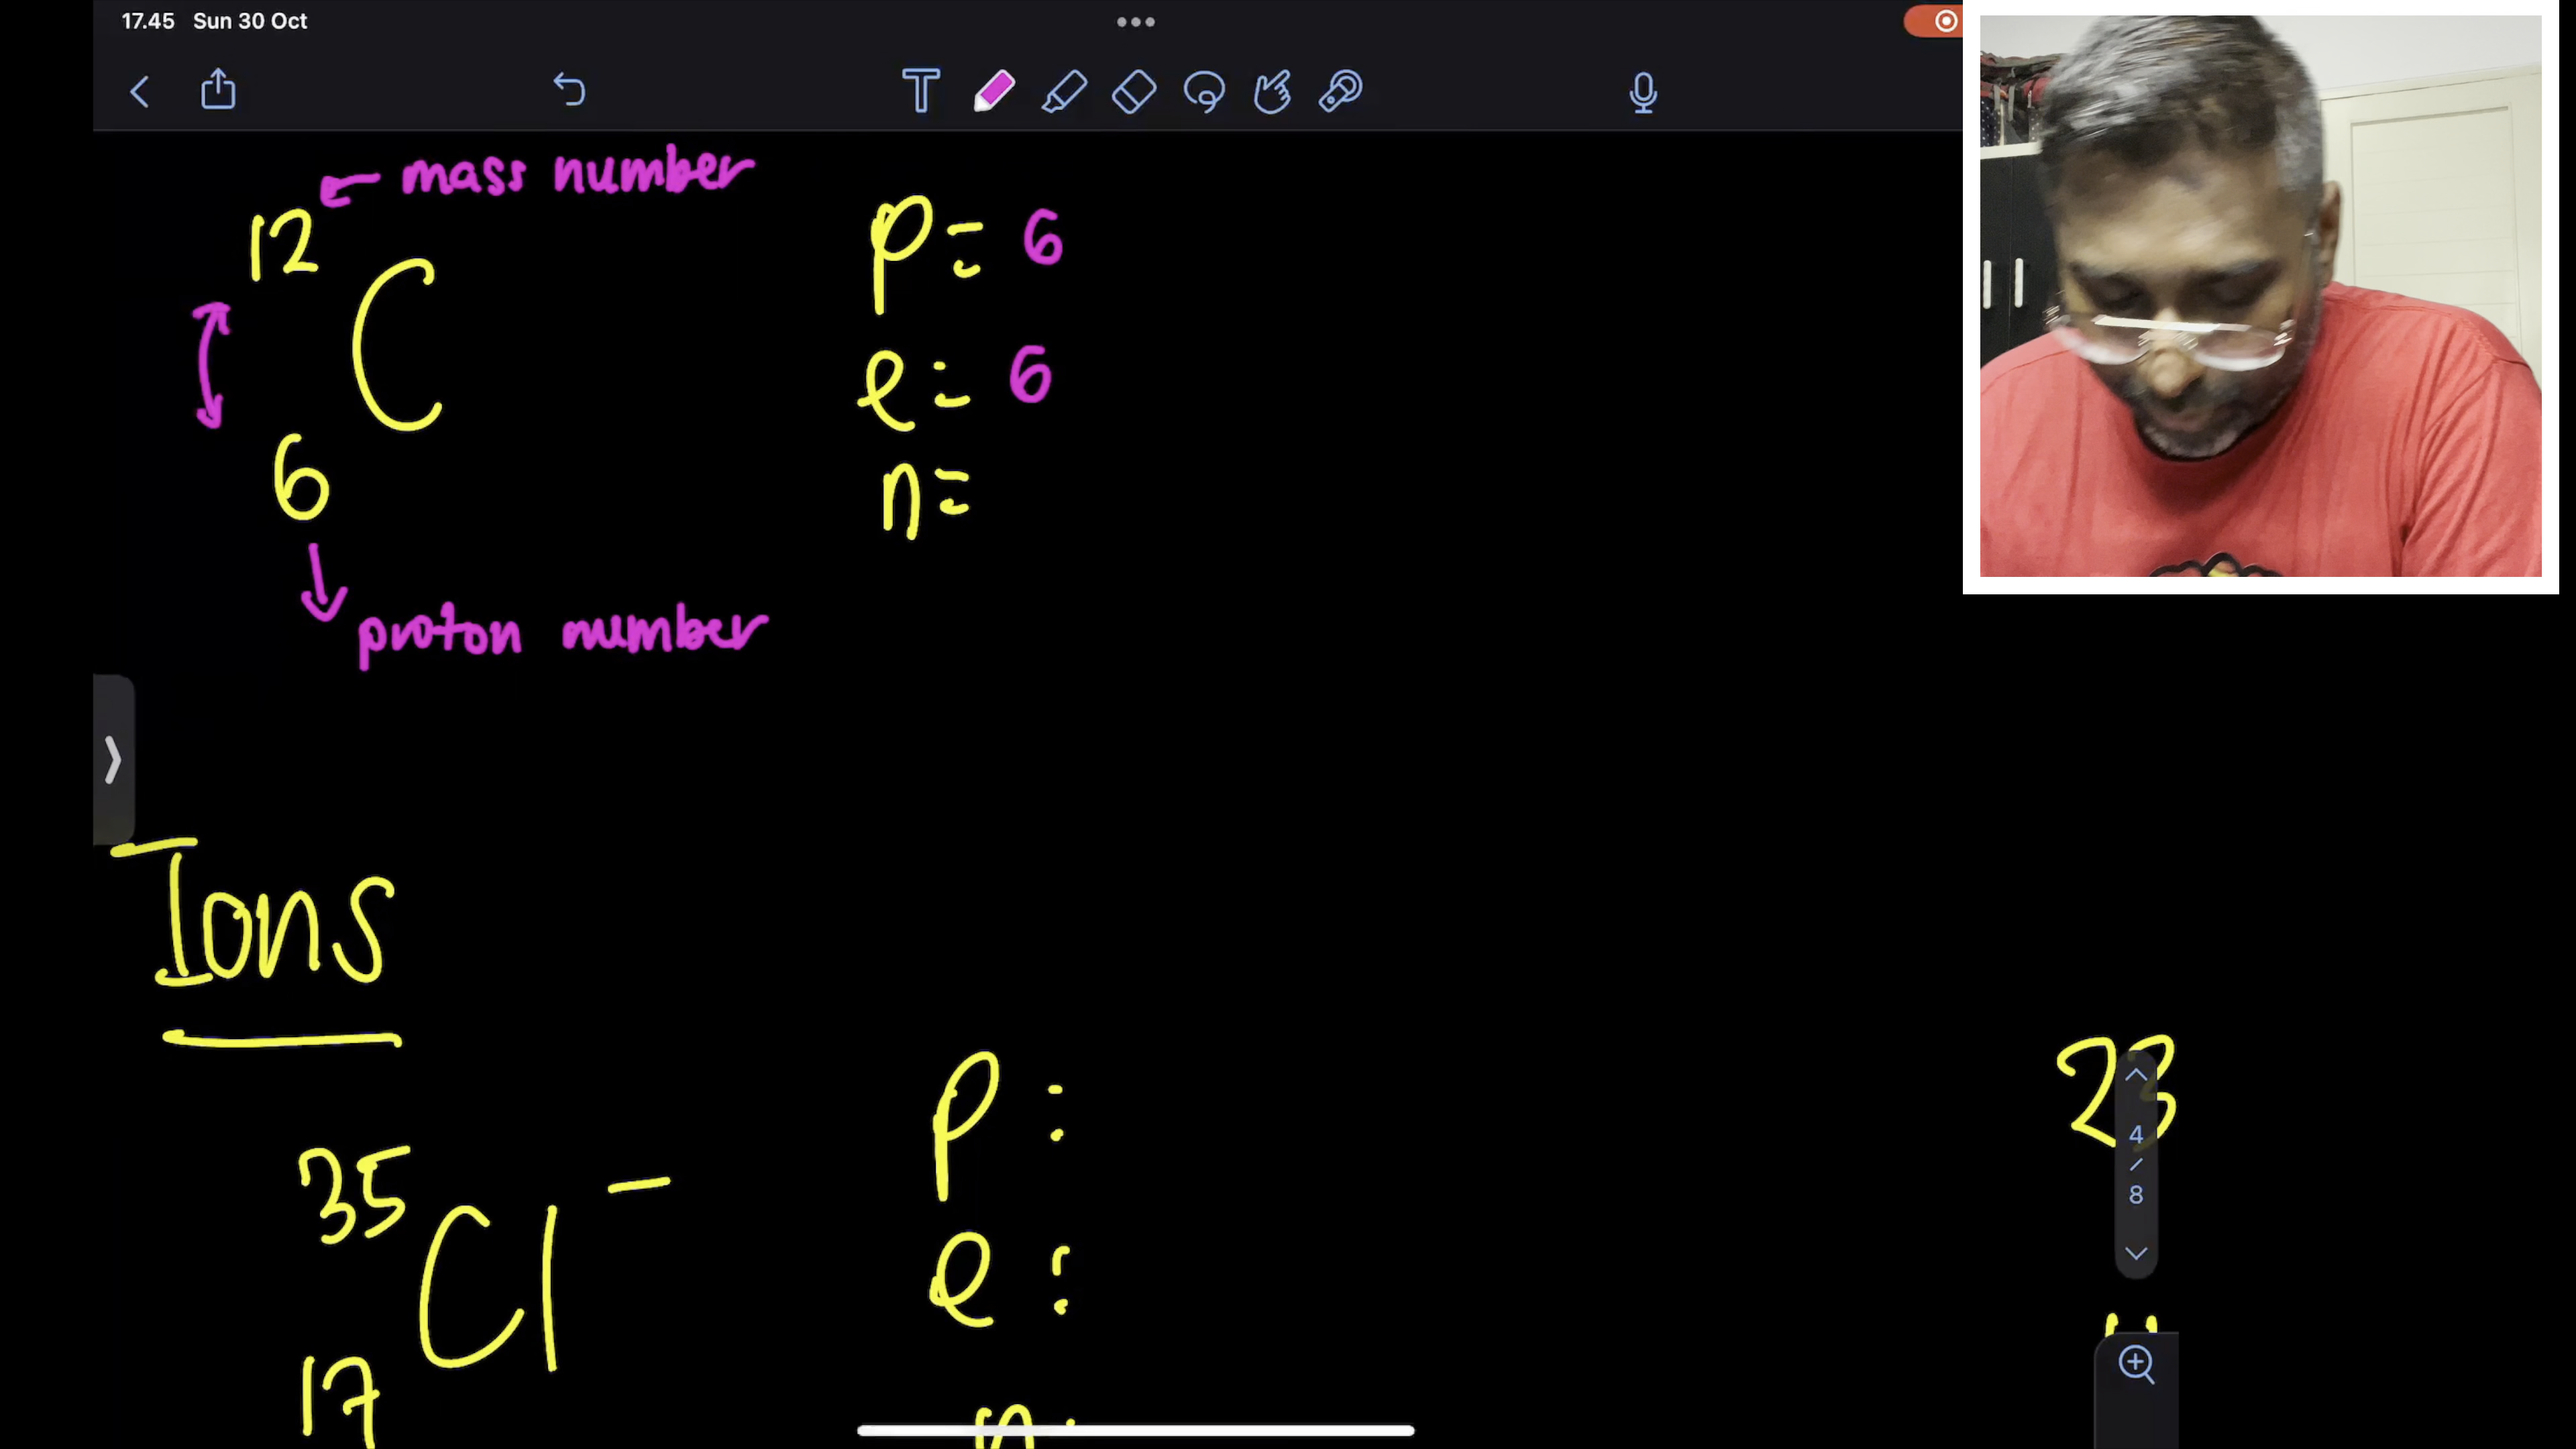 17.45 Sun 30 Oct
T
← mass number
12
C
6
proton number
p = 6
e = 6
n =
Ions
35
Cl
−
17
p :
e :
n :
23
11
4
/
8